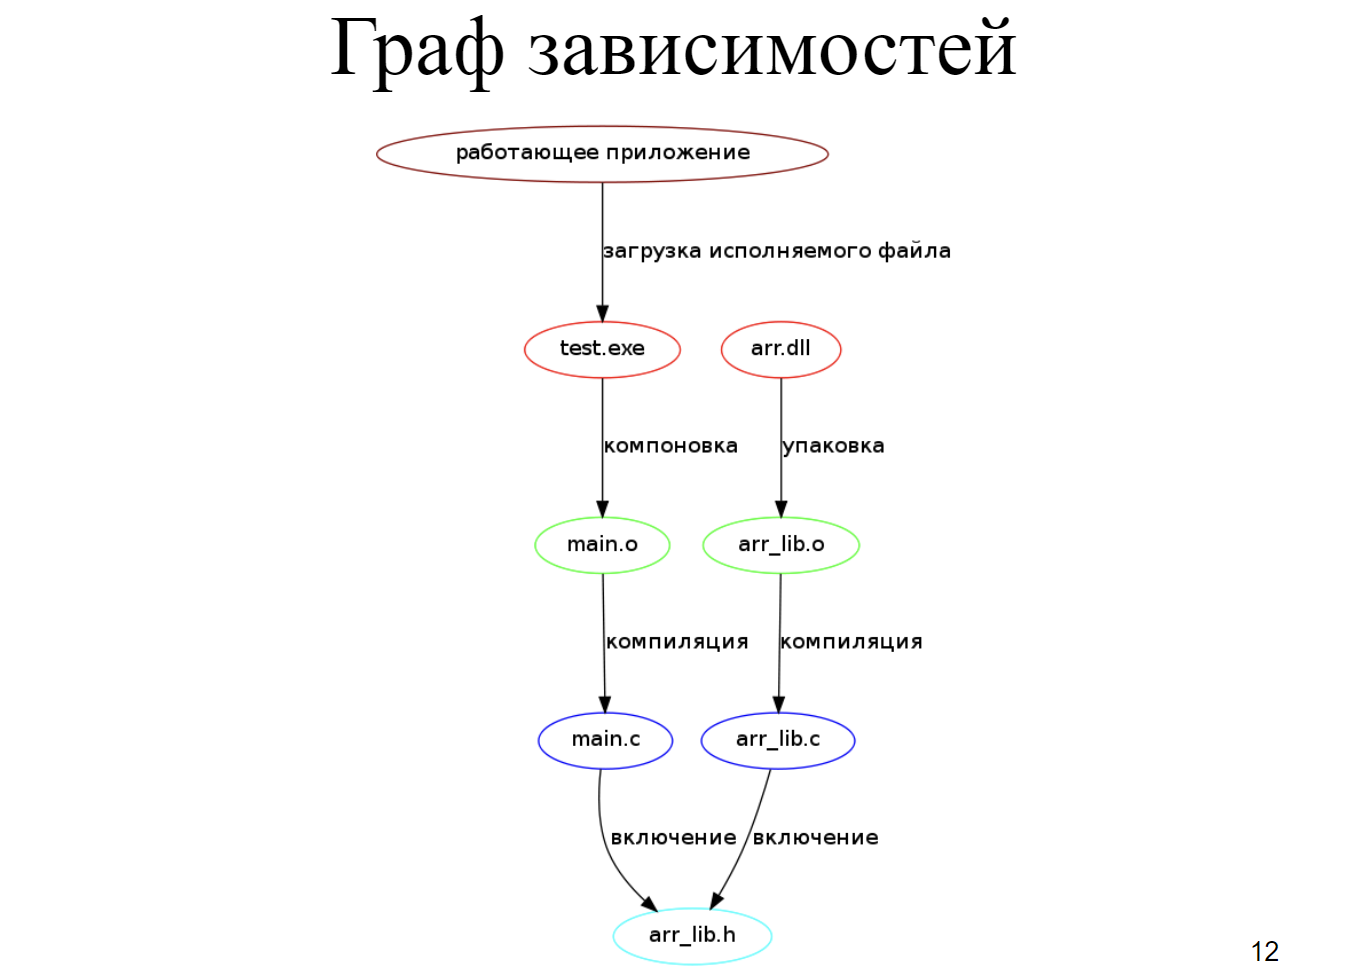 Граф зависимостей
работающее приложение
загрузка исполняемого файла
test.exe
arr.dll
компоновка
упаковка
main.o
arr_lib.o
компиляция
компиляция
main.c
arr_lib.c
включение
включение
arr_lib.h
12